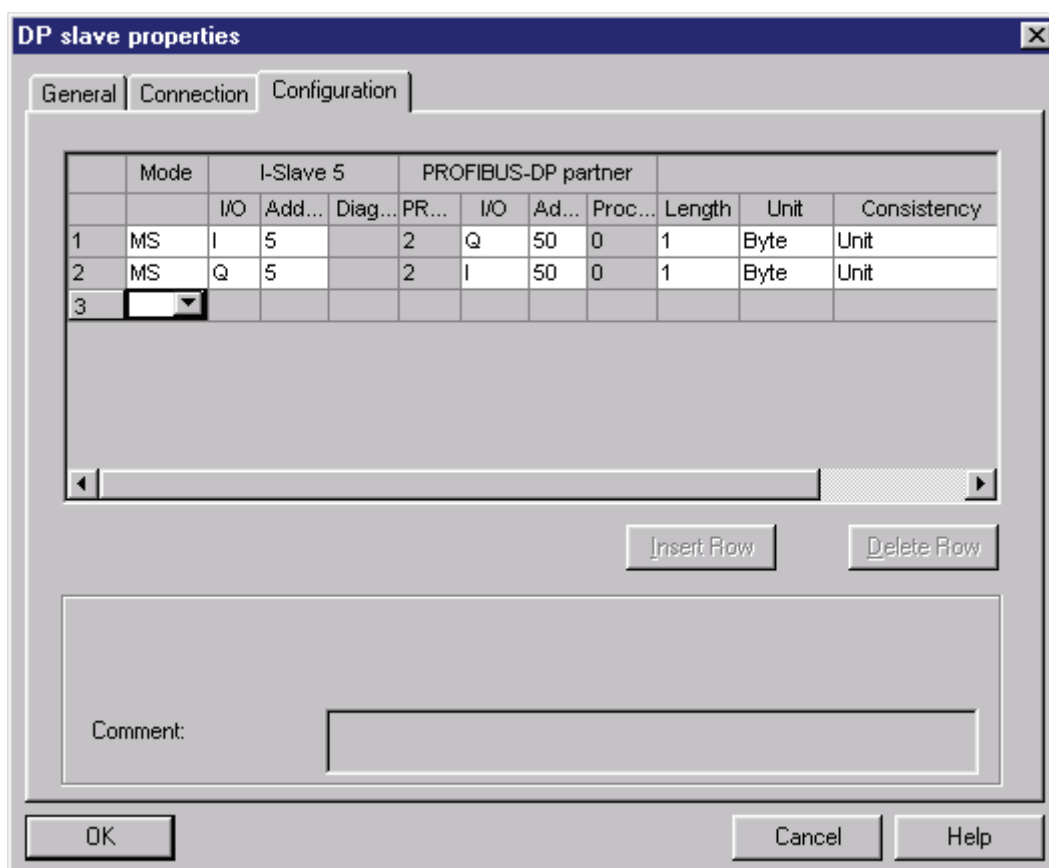 DP slave properties
General Connection Configuration
Mode I-Slave 5 PROFIBUS-DP partner
I/O Add... Diag... PR... I/O Ad... Proc... Length Unit Consistency
1 MS I 5 2 Q 50 0 1 Byte Unit
2 MS Q 5 2 I 50 0 1 Byte Unit
3
Insert Row Delete Row
Comment:
OK Cancel Help